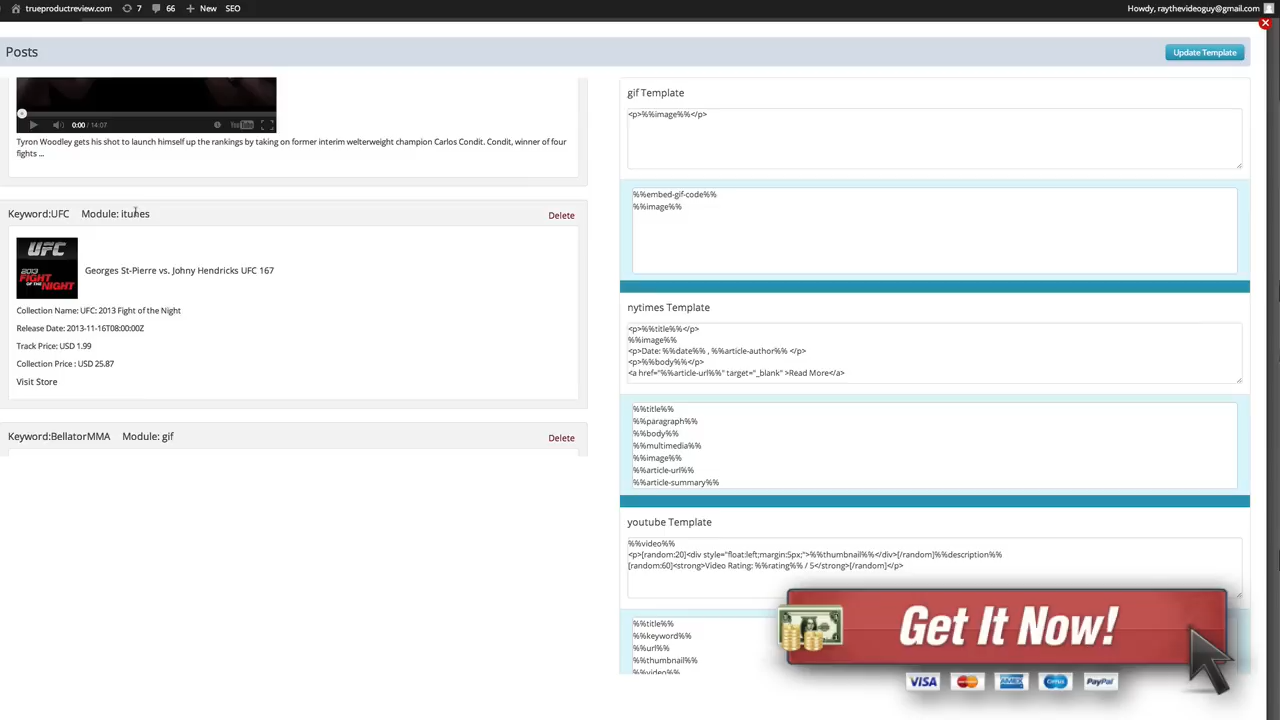 trueproductreview.com 7 66 New SEO Howdy, raythevideoguy@gmail.com
Posts
Update Template
0:00 / 14:07 YouTube
Tyron Woodley gets his shot to launch himself up the rankings by taking on former interim welterweight champion Carlos Condit. Condit, winner of four
fights ...
Keyword:UFC Module: itunes Delete
UFC
2013
FIGHT
OF THE
NIGHT
Georges St-Pierre vs. Johny Hendricks UFC 167
Collection Name: UFC: 2013 Fight of the Night
Release Date: 2013-11-16T08:00:00Z
Track Price: USD 1.99
Collection Price : USD 25.87
Visit Store
Keyword:BellatorMMA Module: gif Delete
gif Template
<p>%%image%%</p>
%%embed-gif-code%%
%%image%%
nytimes Template
<p>%%title%%</p>
%%image%%
<p>Date: %%date%% , %%article-author%% </p>
<p>%%body%%</p>
<a href="%%article-url%%" target="_blank" >Read More</a>
%%title%%
%%paragraph%%
%%body%%
%%multimedia%%
%%image%%
%%article-url%%
%%article-summary%%
youtube Template
%%video%%
<p>[random:20]<div style="float:left;margin:5px;">%%thumbnail%%</div>[/random]%%description%%
[random:60]<strong>Video Rating: %%rating%% / 5</strong>[/random]</p>
%%title%%
%%keyword%%
%%url%%
%%thumbnail%%
%%video%%
Get It Now!
VISA MasterCard AMEX Cirrus PayPal